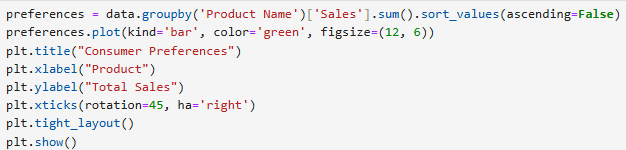 preferences = data.groupby('Product Name')['Sales'].sum().sort_values(ascending=False)
preferences.plot(kind='bar', color='green', figsize=(12, 6))
plt.title("Consumer Preferences")
plt.xlabel("Product")
plt.ylabel("Total Sales")
plt.xticks(rotation=45, ha='right')
plt.tight_layout()
plt.show()